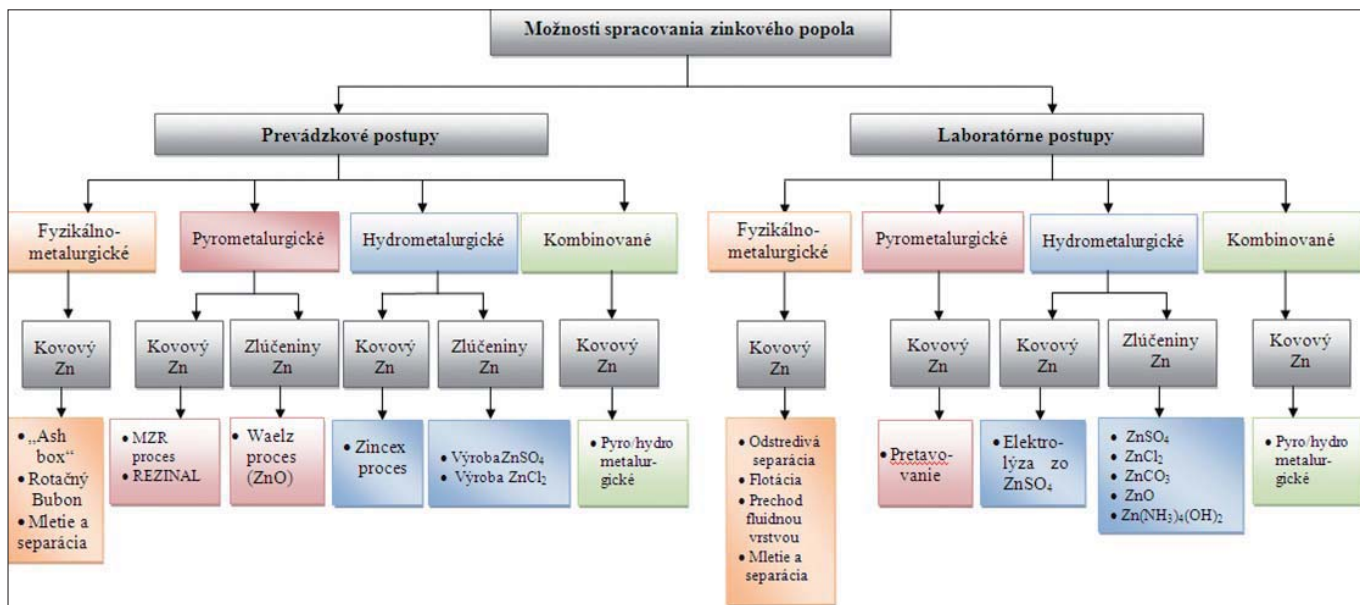 Možnosti spracovania zinkového popola
Prevádzkové postupy
Laboratórne postupy
Fyzikálno-
metalurgické
Pyrometalurgické
Hydrometalurgické
Kombinované
Fyzikálno-
metalurgické
Pyrometalurgické
Hydrometalurgické
Kombinované
Kovový
Zn
Kovový
Zn
Zlúčeniny
Zn
Kovový
Zn
Zlúčeniny
Zn
Kovový
Zn
Kovový
Zn
Kovový
Zn
Kovový
Zn
Zlúčeniny
Zn
Kovový
Zn
• „Ash
box“
• Rotačný
Bubon
• Mletie a
separácia
• MZR
proces
• REZINAL
• Waelz
proces
(ZnO)
• Zincex
proces
• VýrobaZnSO₄
• Výroba ZnCl₂
• Pyro/hydro
metalur-
gické
• Odstredivá
separácia
• Flotácia
• Prechod
fluidnou
vrstvou
• Mletie a
separácia
• Pretavo-
vanie
• Elektro-
lýza zo
ZnSO₄
• ZnSO₄
• ZnCl₂
• ZnCO₃
• ZnO
• Zn(NH₃)₄(OH)₂
• Pyro/hydro
metalur-
gické